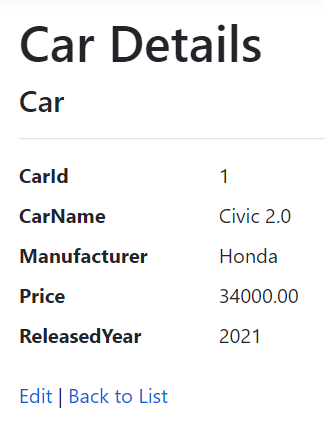 Car Details
Car
CarId 1
CarName Civic 2.0
Manufacturer Honda
Price 34000.00
ReleasedYear 2021
Edit | Back to List